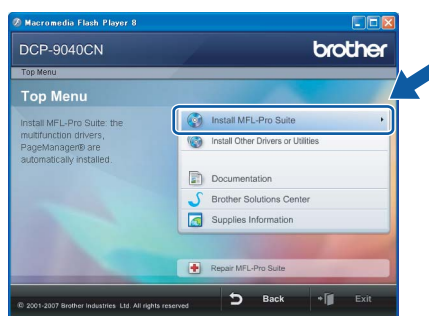 Macromedia Flash Player 8
DCP-9040CN
brother
Top Menu
Top Menu
Install MFL-Pro Suite: the
multifunction drivers,
PageManager® are
automatically installed.
Install MFL-Pro Suite
Install Other Drivers or Utilities
Documentation
Brother Solutions Center
Supplies Information
Repair MFL-Pro Suite
© 2001-2007 Brother Industries Ltd. All rights reserved
Back
Exit